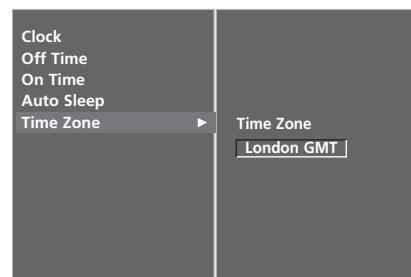 Clock
Off Time
On Time
Auto Sleep
Time Zone ►
Time Zone
London GMT